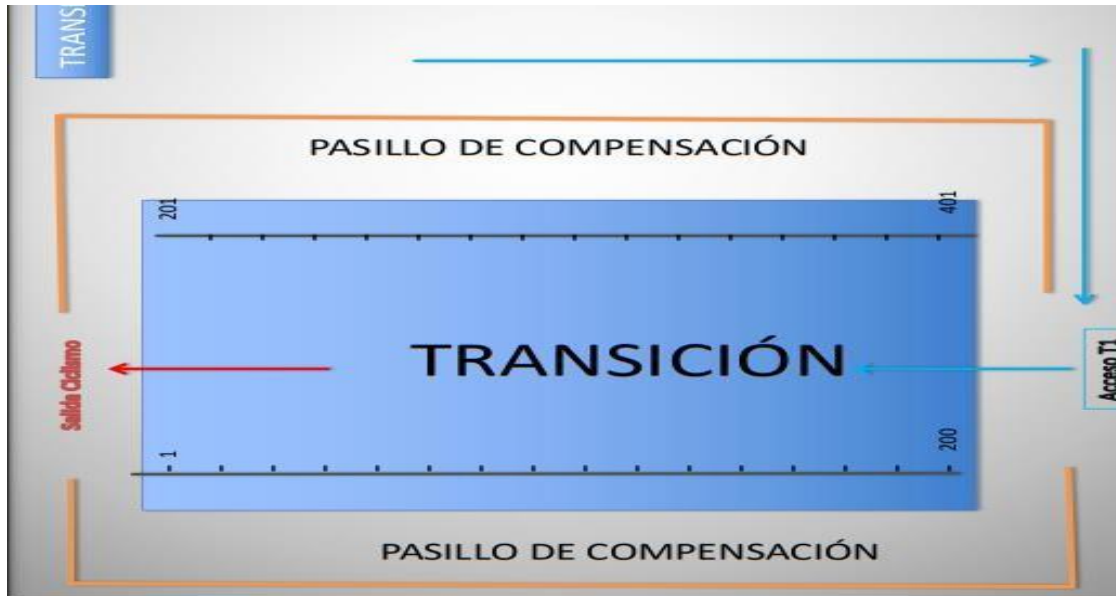 TRANS
PASILLO DE COMPENSACIÓN
201
401
TRANSICIÓN
Salida Ciclismo
Acceso T1
1
200
PASILLO DE COMPENSACIÓN